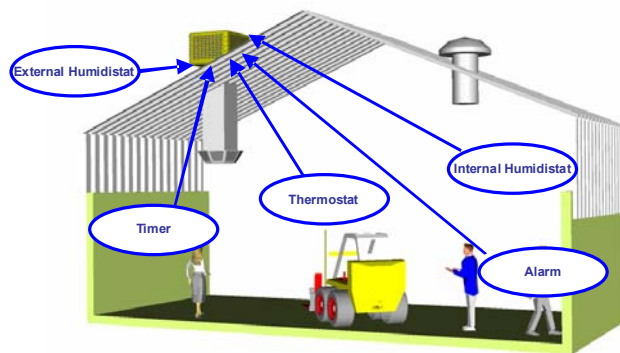 External Humidistat
Internal Humidistat
Thermostat
Timer
Alarm